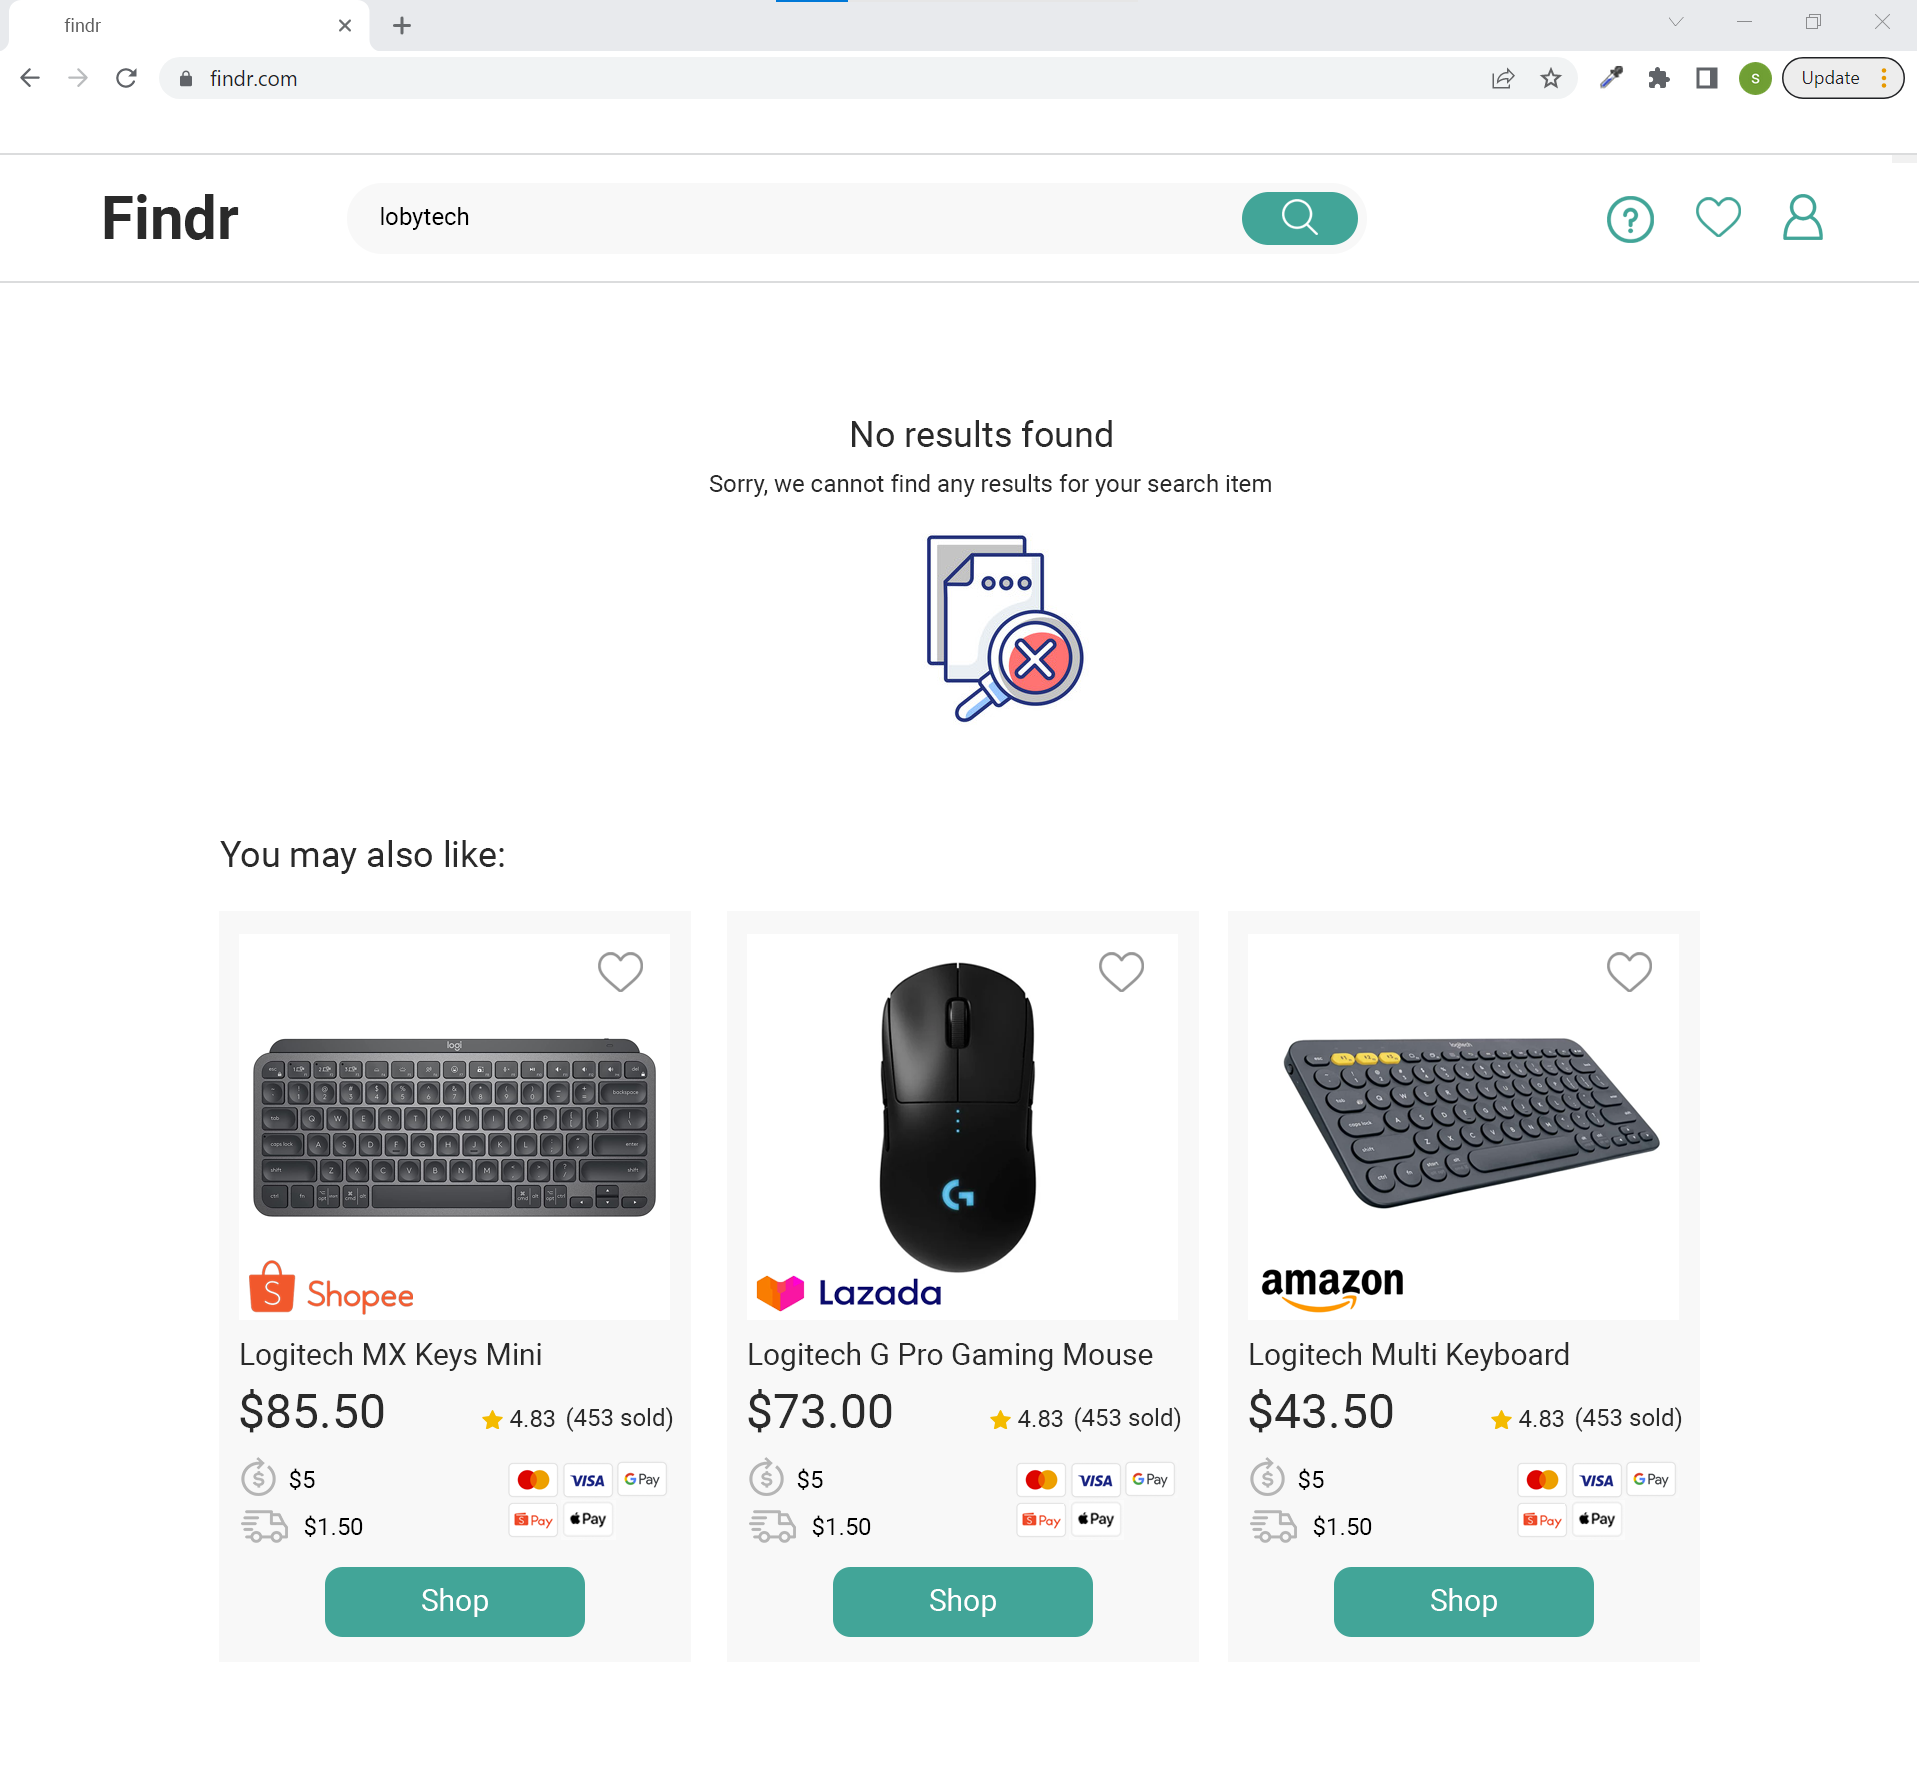 findr
findr.com
s
Update
Findr
lobytech
No results found
Sorry, we cannot find any results for your search item
You may also like:
logi
logitech
S Shopee
Lazada
amazon
Logitech MX Keys Mini
Logitech G Pro Gaming Mouse
Logitech Multi Keyboard
$85.50
4.83 (453 sold)
$73.00
4.83 (453 sold)
$43.50
4.83 (453 sold)
$5
VISA
G Pay
$5
VISA
G Pay
$5
VISA
G Pay
$1.50
S Pay
Pay
$1.50
S Pay
Pay
$1.50
S Pay
Pay
Shop
Shop
Shop